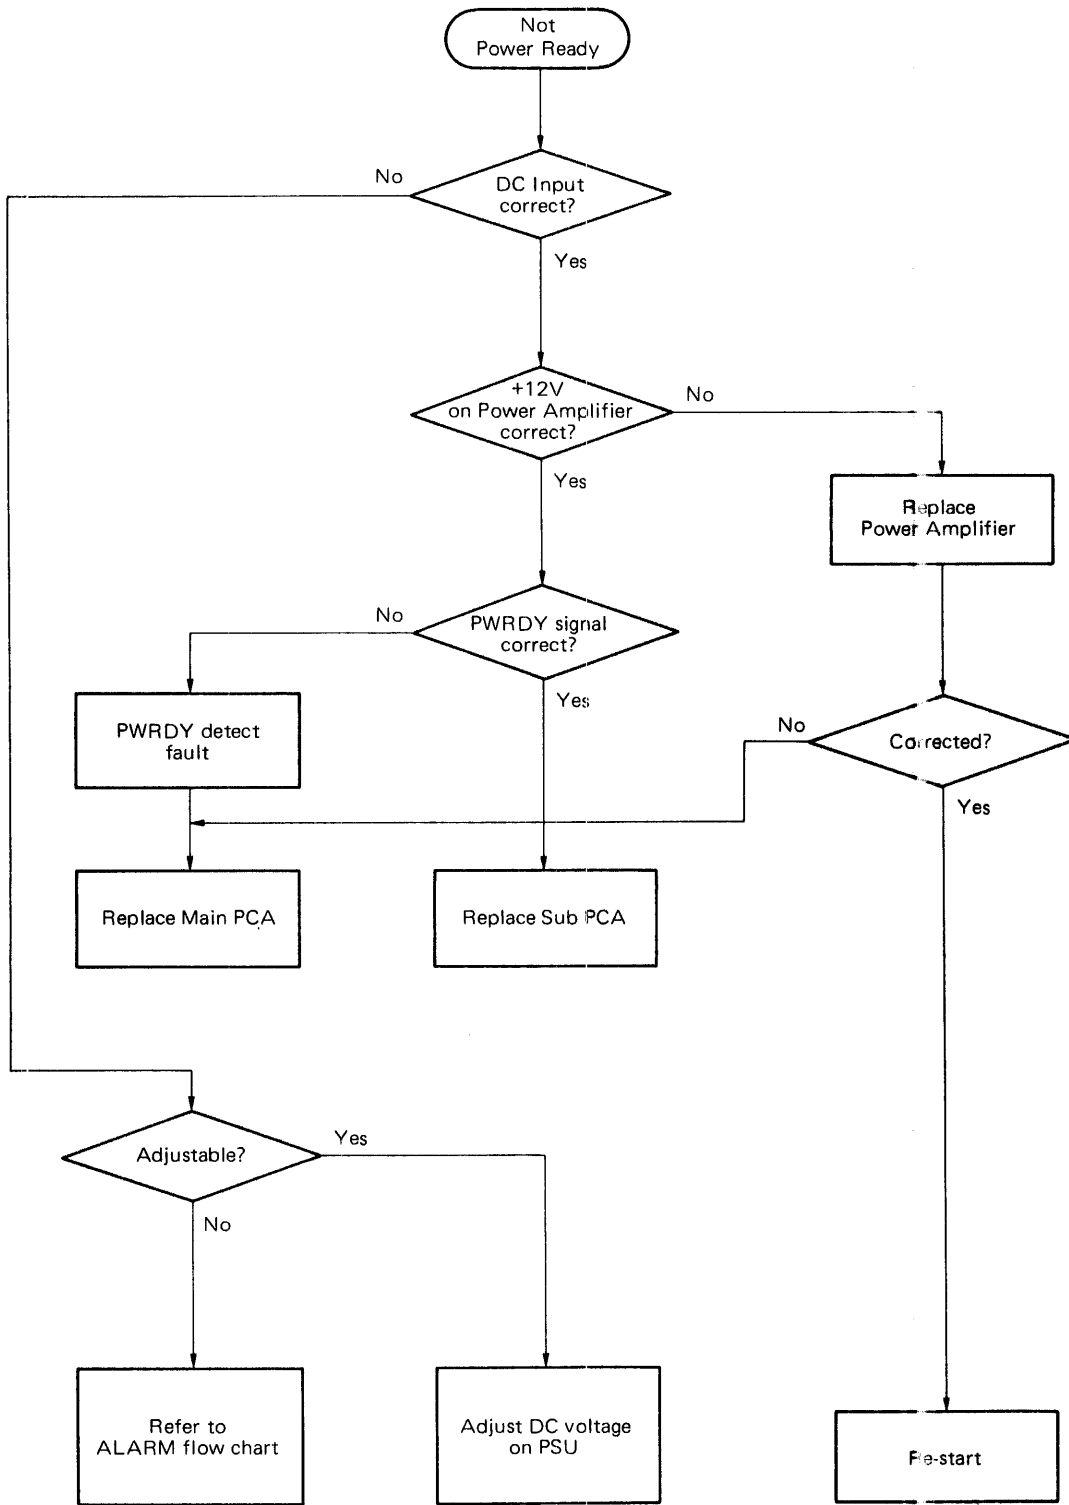 Not
Power Ready
No
DC Input
correct?
Yes
+12V
on Power Amplifier
correct?
No
Yes
Replace
Power Amplifier
No
PWRDY signal
correct?
Yes
PWRDY detect
fault
No
Corrected?
Yes
Replace Main PCA
Replace Sub PCA
Adjustable?
Yes
No
Refer to
ALARM flow chart
Adjust DC voltage
on PSU
Re-start